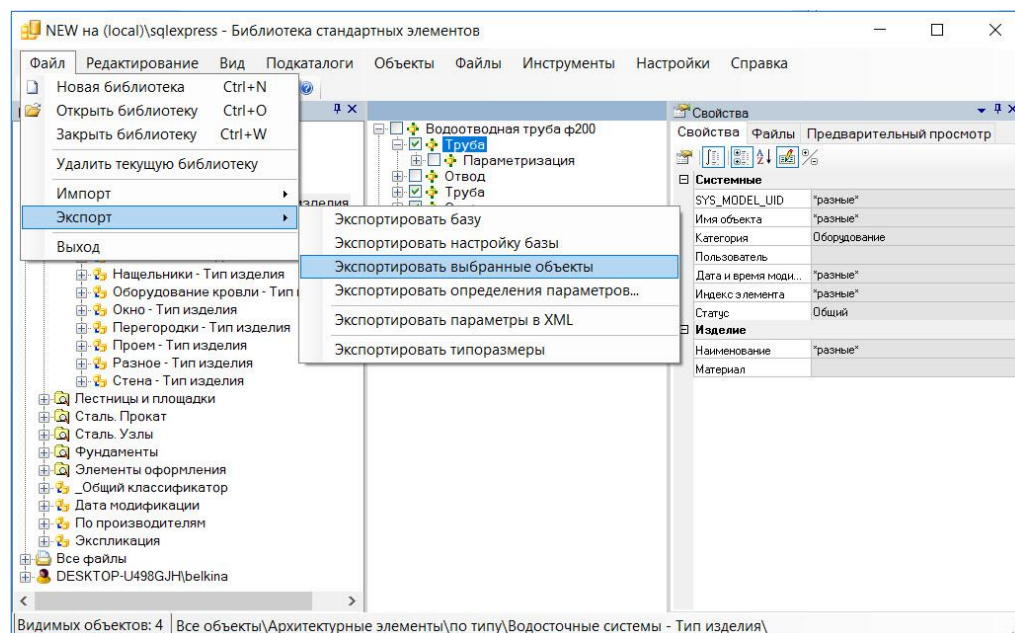 NEW на (local)\sqlexpress - Библиотека стандартных элементов
Файл Редактирование Вид Подкаталоги Объекты Файлы Инструменты Настройки Справка
Новая библиотека Ctrl+N
Открыть библиотеку Ctrl+O
Закрыть библиотеку Ctrl+W
Удалить текущую библиотеку
Импорт
Экспорт
Выход
Экспортировать базу
Экспортировать настройку базы
Экспортировать выбранные объекты
Экспортировать определения параметров...
Экспортировать параметры в XML
Экспортировать типоразмеры
Нащельники - Тип изделия
Оборудование кровли - Тип
Окно - Тип изделия
Перегородки - Тип изделия
Проем - Тип изделия
Разное - Тип изделия
Стена - Тип изделия
Лестницы и площадки
Сталь. Прокат
Сталь. Узлы
Фундаменты
Элементы оформления
_Общий классификатор
Дата модификации
По производителям
Экспликация
Все файлы
DESKTOP-U498GJH\belkina
Водоотводная труба ф200
Труба
Параметризация
Отвод
Труба
Свойства
Свойства Файлы Предварительный просмотр
Системные
SYS_MODEL_UID *разные*
Имя объекта *разные*
Категория Оборудование
Пользователь
Дата и время моди... *разные*
Индекс элемента *разные*
Статус Общий
Изделие
Наименование *разные*
Материал
Видимых объектов: 4 Все объекты\Архитектурные элементы\по типу\Водосточные системы - Тип изделия\